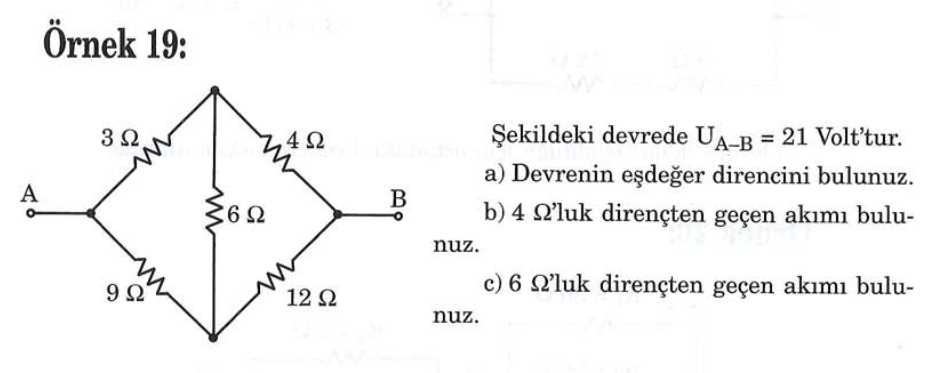 Örnek 19:
3 Ω
4 Ω
A
6 Ω
B
9 Ω
12 Ω
Şekildeki devrede U_A–B = 21 Volt’tur.
a) Devrenin eşdeğer direncini bulunuz.
b) 4 Ω’luk dirençten geçen akımı bulu-
nuz.
c) 6 Ω’luk dirençten geçen akımı bulu-
nuz.